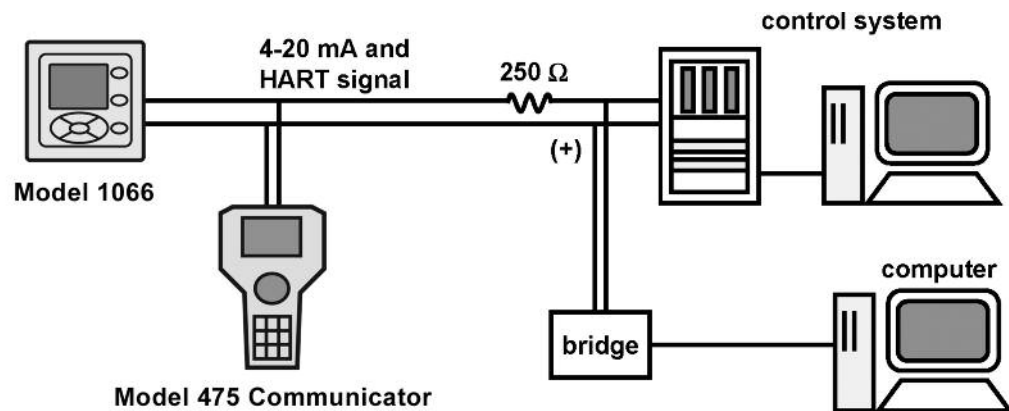 control system
4-20 mA and
HART signal
250 Ω
(+)
Model 1066
computer
bridge
Model 475 Communicator